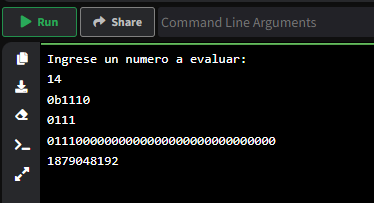 Run
Share
Command Line Arguments
Ingrese un numero a evaluar:
14
0b1110
0111
01110000000000000000000000000000
1879048192